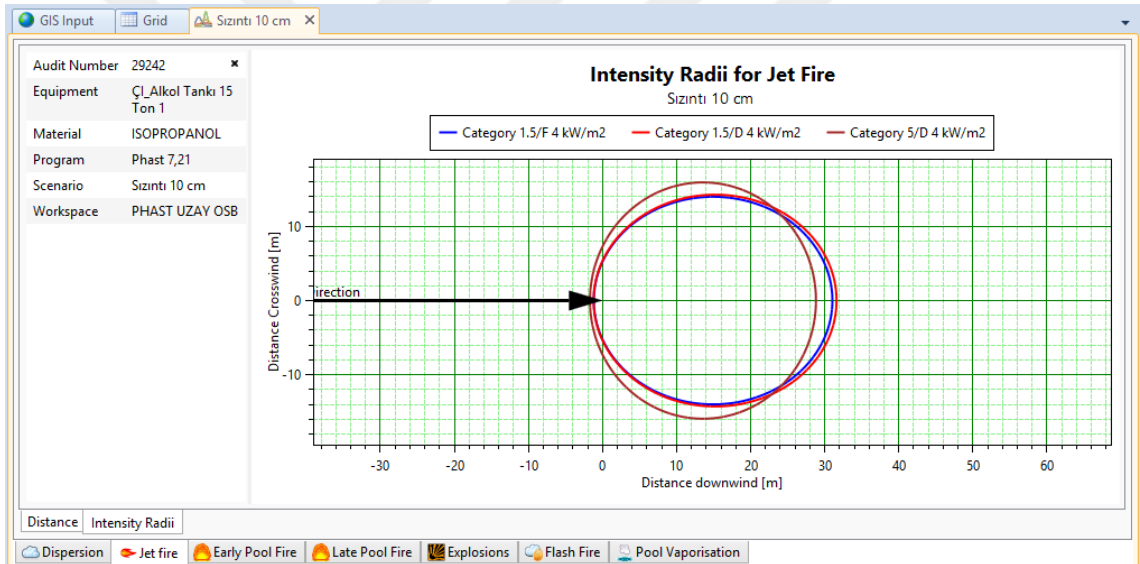 GIS Input Grid Sızıntı 10 cm
Audit Number 29242
Equipment ÇI_Alkol Tankı 15
Ton 1
Material ISOPROPANOL
Program Phast 7,21
Scenario Sızıntı 10 cm
Workspace PHAST UZAY OSB
Intensity Radii for Jet Fire
Sızıntı 10 cm
Category 1.5/F 4 kW/m2 Category 1.5/D 4 kW/m2 Category 5/D 4 kW/m2
Distance Crosswind [m]
10
0
-10
irection
-30 -20 -10 0 10 20 30 40 50 60
Distance downwind [m]
Distance Intensity Radii
Dispersion Jet fire Early Pool Fire Late Pool Fire Explosions Flash Fire Pool Vaporisation